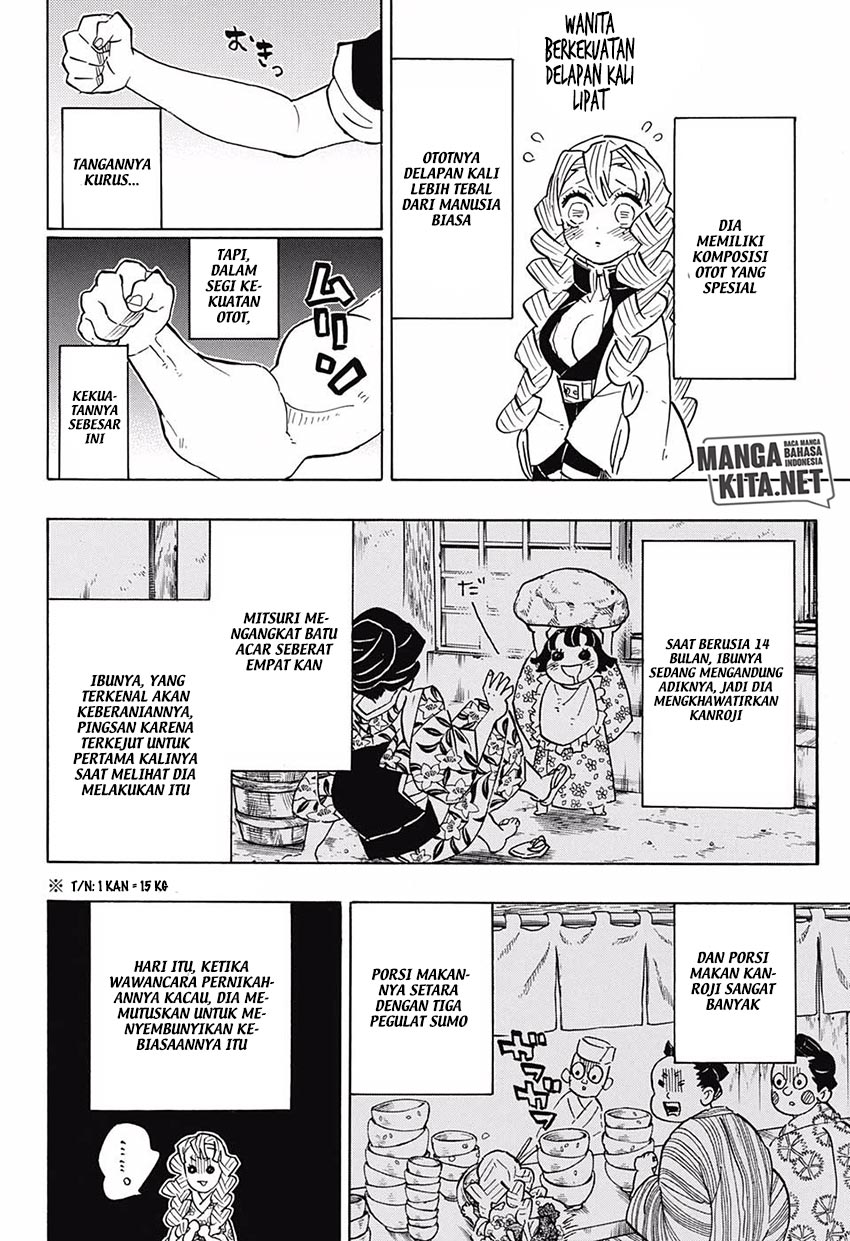 WANITA
BERKEKUATAN
DELAPAN KALI
LIPAT
DIA
MEMILIKI
KOMPOSISI
OTOT YANG
SPESIAL
OTOTNYA
DELAPAN KALI
LEBIH TEBAL
DARI MANUSIA
BIASA
おきっ
TANGANNYA
KURUS...
TAPI,
DALAM
SEGI KE-
KUATAN
OTOT,
ムキッ
KEKUA-
TANNYA
SEBESAR
INI
MANGA
KITA.NET
BACA MANGA
BAHASA
INDONESIA
SAAT BERUSIA 14
BULAN, IBUNYA
SEDANG MENGANDUNG
ADIKNYA, JADI DIA
MENGKHAWATIRKAN
KANROJI
だ
MITSURI ME-
NGANGKAT BATU
ACAR SEBERAT
EMPAT KAN
IBUNYA, YANG
TERKENAL AKAN
KEBERANIANNYA,
PINGSAN KARENA
TERKEJUT UNTUK
PERTAMA KALINYA
SAAT MELIHAT DIA
MELAKUKAN ITU
※ T/N: 1 KAN = 15 KG
DAN PORSI
MAKAN KAN-
ROJI SANGAT
BANYAK
PORSI MAKAN-
NYA SETARA
DENGAN TIGA
PEGULAT SUMO
HARI ITU, KETIKA
WAWANCARA PERNIKAH-
ANNYA KACAU, DIA ME-
MUTUSKAN UNTUK ME-
NYEMBUNYIKAN KE-
BIASAANNYA ITU
......